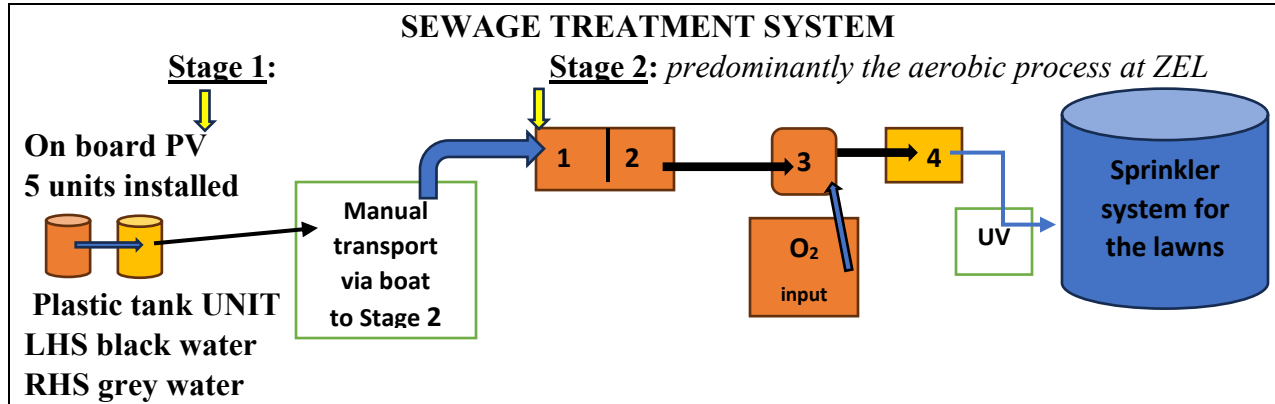 SEWAGE TREATMENT SYSTEM
Stage 1:
Stage 2: predominantly the aerobic process at ZEL
On board PV
5 units installed
Plastic tank UNIT
LHS black water
RHS grey water
Manual
transport
via boat
to Stage 2
1
2
3
4
O₂
input
UV
Sprinkler
system for
the lawns